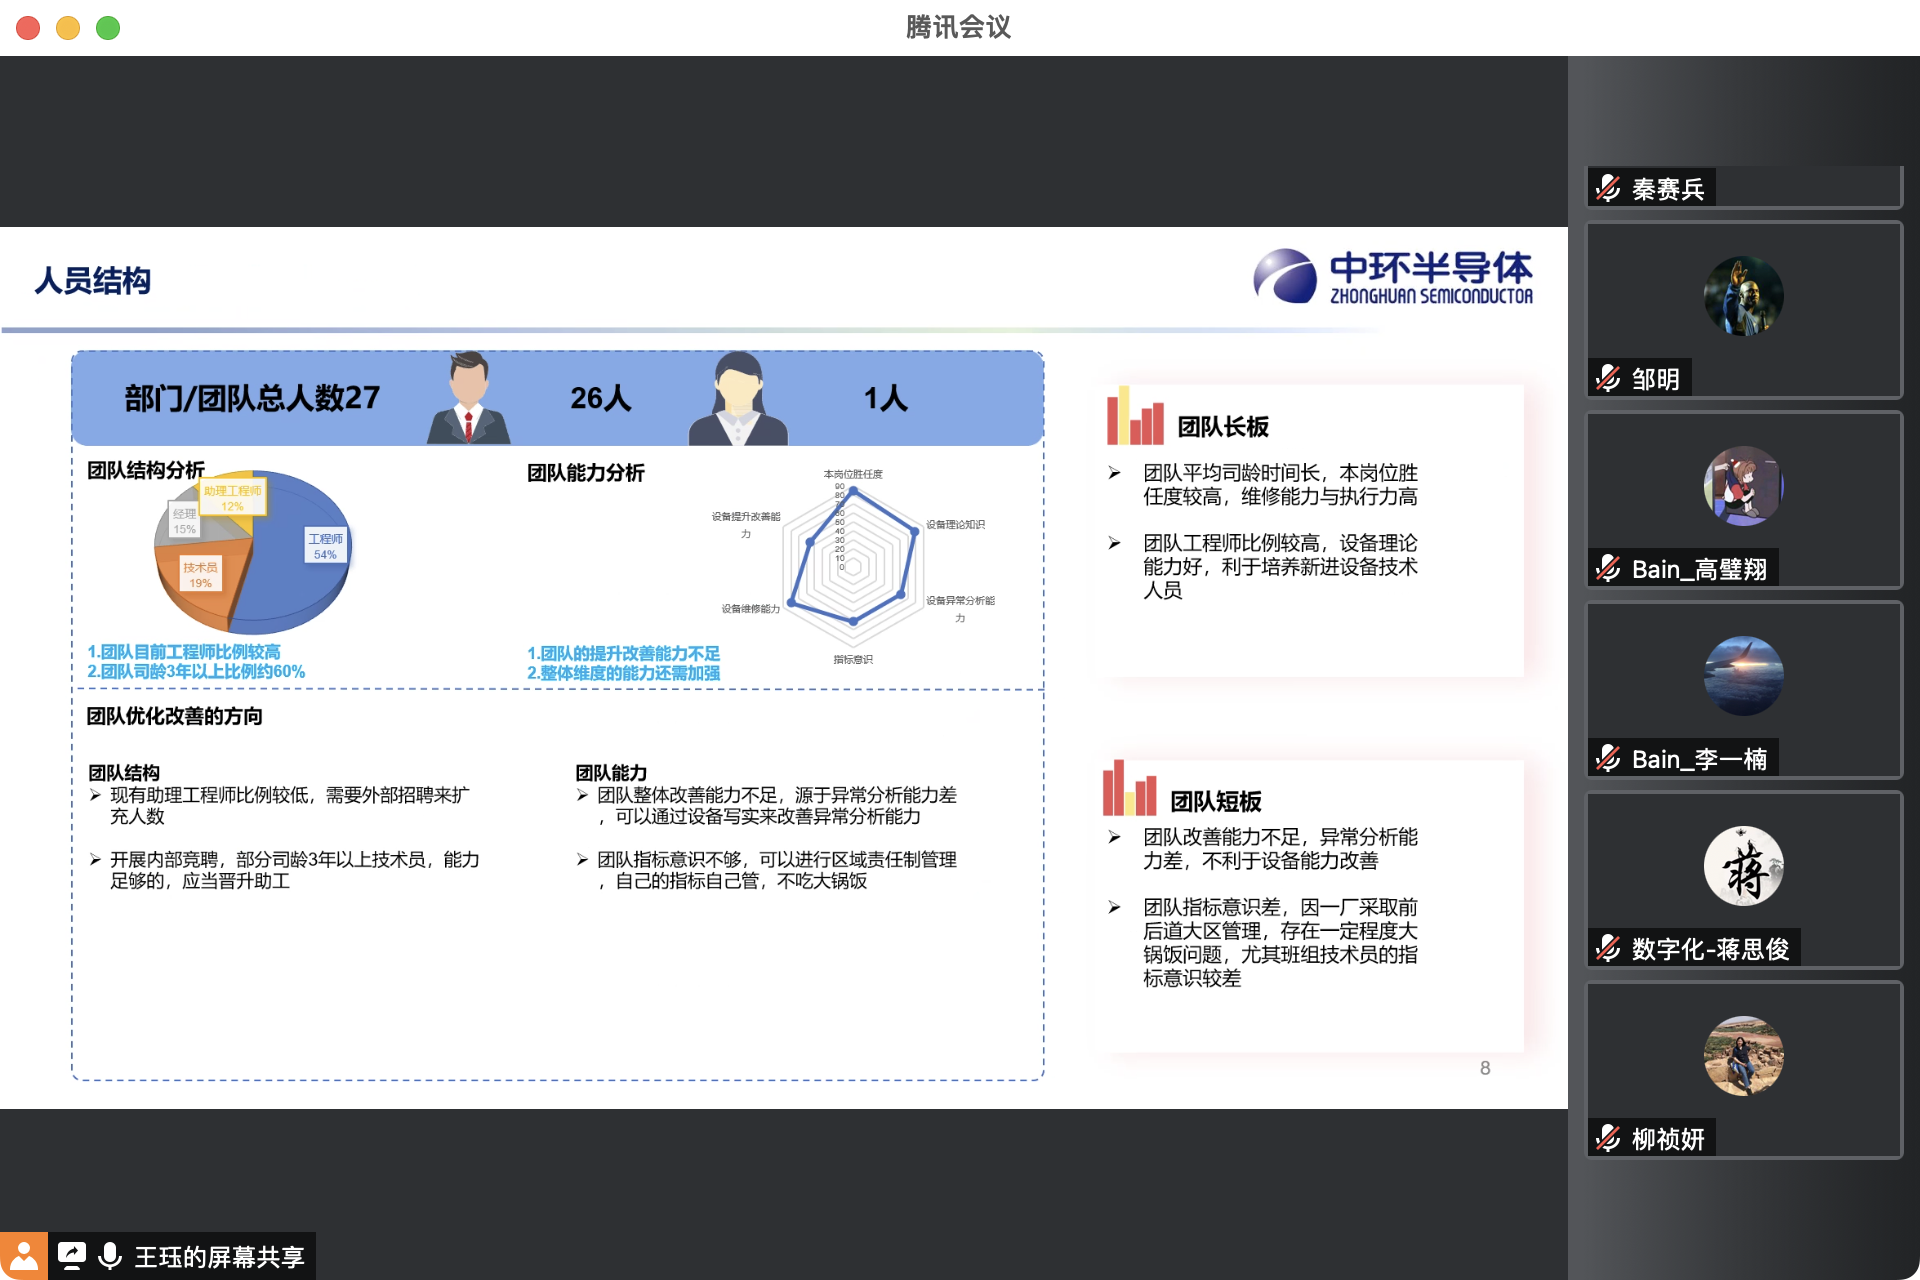 腾讯会议
人员结构
中环半导体
ZHONGHUAN SEMICONDUCTOR
部门/团队总人数27
26人
1人
团队结构分析
助理工程师
12%
经理
15%
工程师
54%
技术员
19%
1.团队目前工程师比例较高
2.团队司龄3年以上比例约60%
团队能力分析
本岗位胜任度
90
80
70
60
50
40
30
20
10
0
设备理论知识
设备异常分析能
力
指标意识
设备维修能力
设备提升改善能
力
1.团队的提升改善能力不足
2.整体维度的能力还需加强
团队优化改善的方向
团队结构
➢ 现有助理工程师比例较低，需要外部招聘来扩
充人数
➢ 开展内部竞聘，部分司龄3年以上技术员，能力
足够的，应当晋升助工
团队能力
➢ 团队整体改善能力不足，源于异常分析能力差
，可以通过设备写实来改善异常分析能力
➢ 团队指标意识不够，可以进行区域责任制管理
，自己的指标自己管，不吃大锅饭
团队长板
➢ 团队平均司龄时间长，本岗位胜
任度较高，维修能力与执行力高
➢ 团队工程师比例较高，设备理论
能力好，利于培养新进设备技术
人员
团队短板
➢ 团队改善能力不足，异常分析能
力差，不利于设备能力改善
➢ 团队指标意识差，因一厂采取前
后道大区管理，存在一定程度大
锅饭问题，尤其班组技术员的指
标意识较差
8
秦赛兵
邹明
Bain_高璧翔
Bain_李一楠
蒋
数字化-蒋思俊
柳祯妍
王珏的屏幕共享